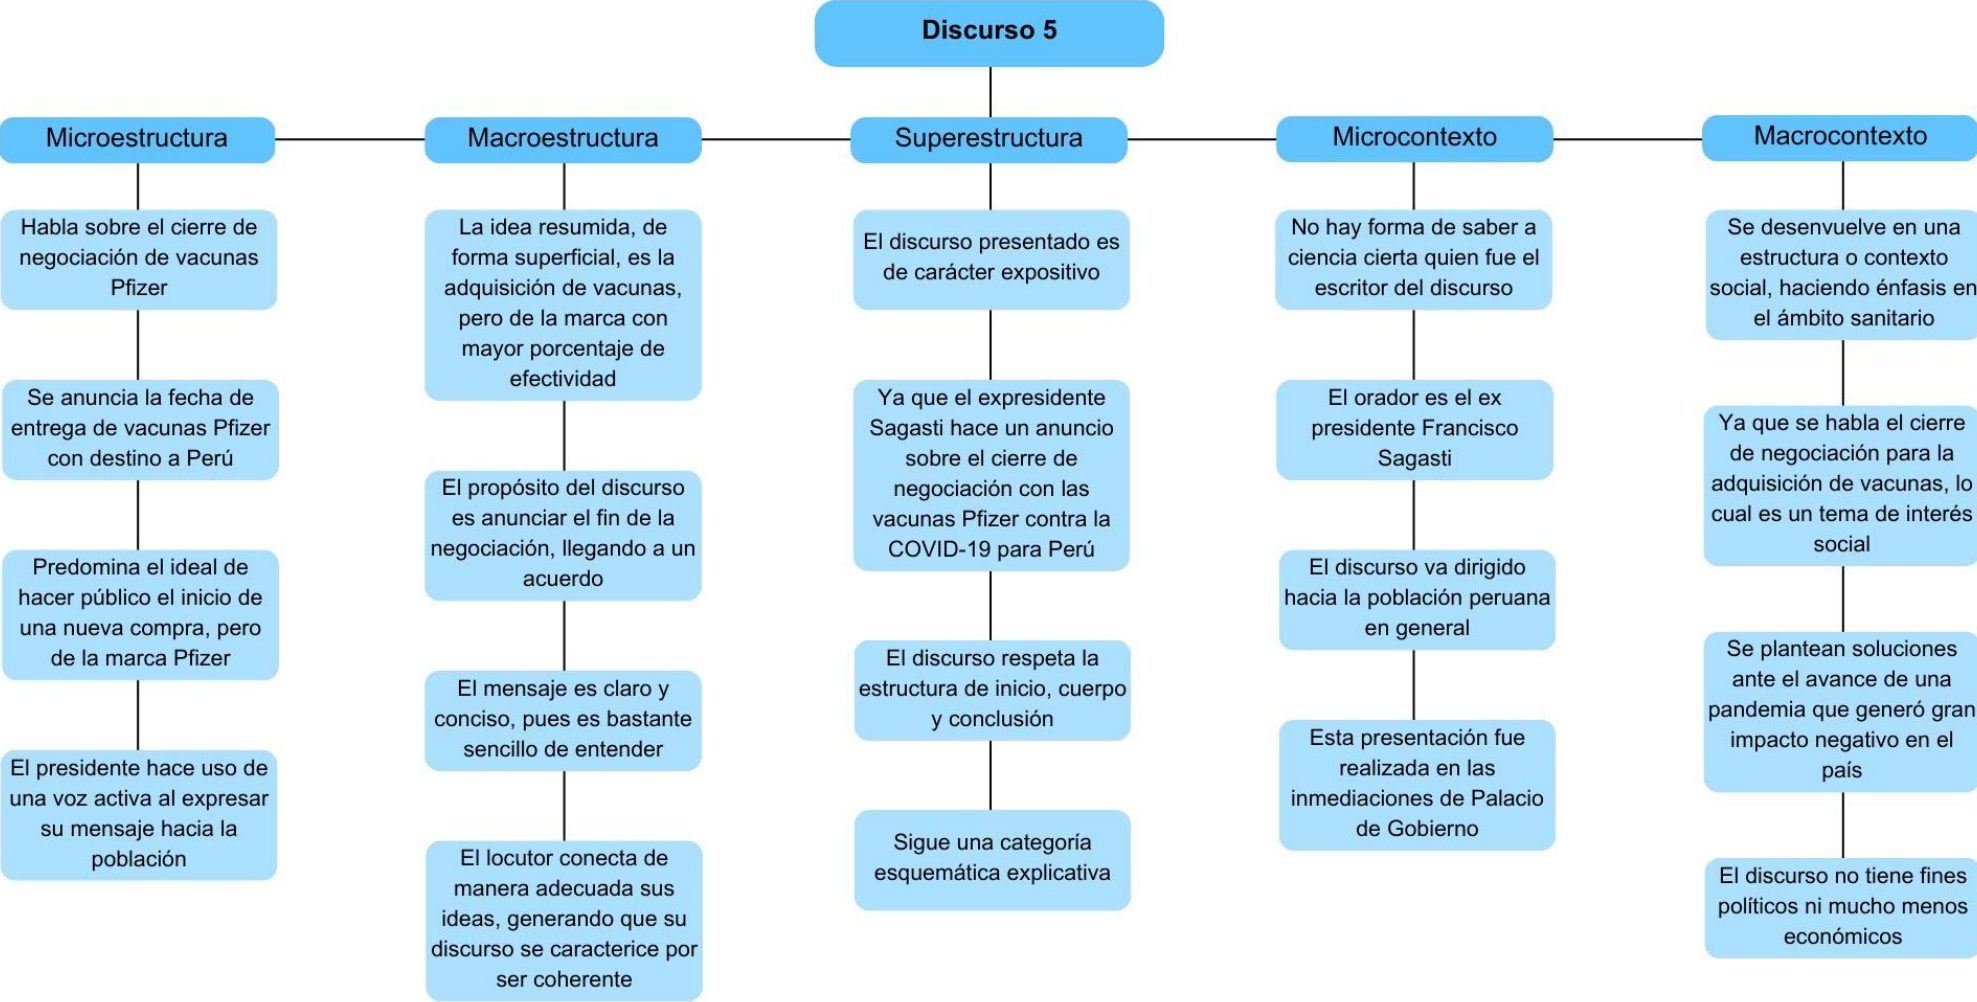 Discurso 5
Microestructura
Habla sobre el cierre de
negociación de vacunas
Pfizer
Se anuncia la fecha de
entrega de vacunas Pfizer
con destino a Perú
Predomina el ideal de
hacer público el inicio de
una nueva compra, pero
de la marca Pfizer
El presidente hace uso de
una voz activa al expresar
su mensaje hacia la
población
Macroestructura
La idea resumida, de
forma superficial, es la
adquisición de vacunas,
pero de la marca con
mayor porcentaje de
efectividad
El propósito del discurso
es anunciar el fin de la
negociación, llegando a un
acuerdo
El mensaje es claro y
conciso, pues es bastante
sencillo de entender
El locutor conecta de
manera adecuada sus
ideas, generando que su
discurso se caracterice por
ser coherente
Superestructura
El discurso presentado es
de carácter expositivo
Ya que el expresidente
Sagasti hace un anuncio
sobre el cierre de
negociación con las
vacunas Pfizer contra la
COVID-19 para Perú
El discurso respeta la
estructura de inicio, cuerpo
y conclusión
Sigue una categoría
esquemática explicativa
Microcontexto
No hay forma de saber a
ciencia cierta quien fue el
escritor del discurso
El orador es el ex
presidente Francisco
Sagasti
El discurso va dirigido
hacia la población peruana
en general
Esta presentación fue
realizada en las
inmediaciones de Palacio
de Gobierno
Macrocontexto
Se desenvuelve en una
estructura o contexto
social, haciendo énfasis en
el ámbito sanitario
Ya que se habla el cierre
de negociación para la
adquisición de vacunas, lo
cual es un tema de interés
social
Se plantean soluciones
ante el avance de una
pandemia que generó gran
impacto negativo en el
país
El discurso no tiene fines
políticos ni mucho menos
económicos